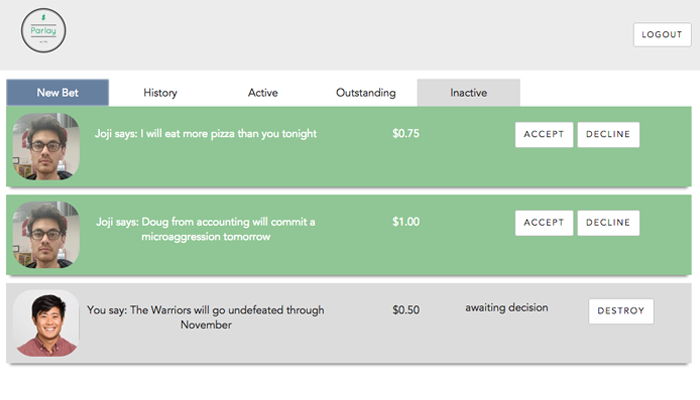 Parlay
LOGOUT
New Bet
History
Active
Outstanding
Inactive
Joji says: I will eat more pizza than you tonight
$0.75
ACCEPT
DECLINE
Joji says: Doug from accounting will commit a
microaggression tomorrow
$1.00
ACCEPT
DECLINE
You say: The Warriors will go undefeated through
November
$0.50
awaiting decision
DESTROY